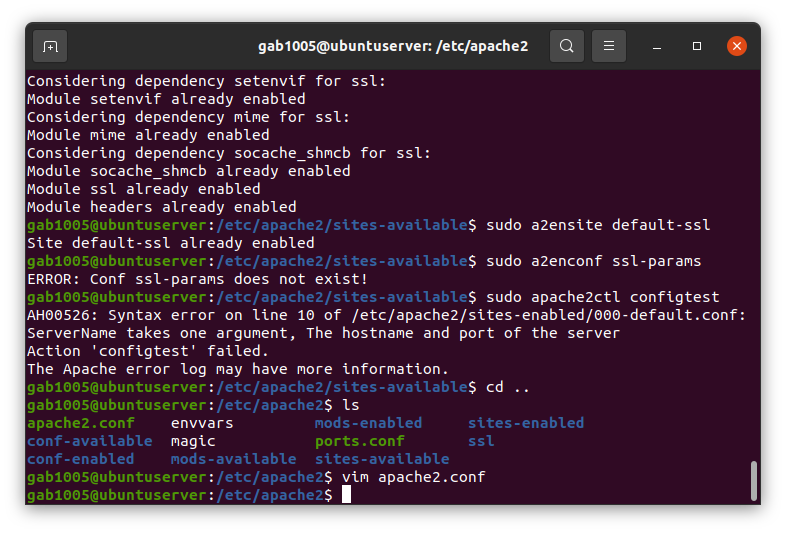 gab1005@ubuntuserver: /etc/apache2
Considering dependency setenvif for ssl:
Module setenvif already enabled
Considering dependency mime for ssl:
Module mime already enabled
Considering dependency socache_shmcb for ssl:
Module socache_shmcb already enabled
Module ssl already enabled
Module headers already enabled
gab1005@ubuntuserver:/etc/apache2/sites-available$ sudo a2ensite default-ssl
Site default-ssl already enabled
gab1005@ubuntuserver:/etc/apache2/sites-available$ sudo a2enconf ssl-params
ERROR: Conf ssl-params does not exist!
gab1005@ubuntuserver:/etc/apache2/sites-available$ sudo apache2ctl configtest
AH00526: Syntax error on line 10 of /etc/apache2/sites-enabled/000-default.conf:
ServerName takes one argument, The hostname and port of the server
Action 'configtest' failed.
The Apache error log may have more information.
gab1005@ubuntuserver:/etc/apache2/sites-available$ cd ..
gab1005@ubuntuserver:/etc/apache2$ ls
apache2.conf    envvars         mods-enabled     sites-enabled
conf-available  magic           ports.conf       ssl
conf-enabled    mods-available  sites-available
gab1005@ubuntuserver:/etc/apache2$ vim apache2.conf
gab1005@ubuntuserver:/etc/apache2$